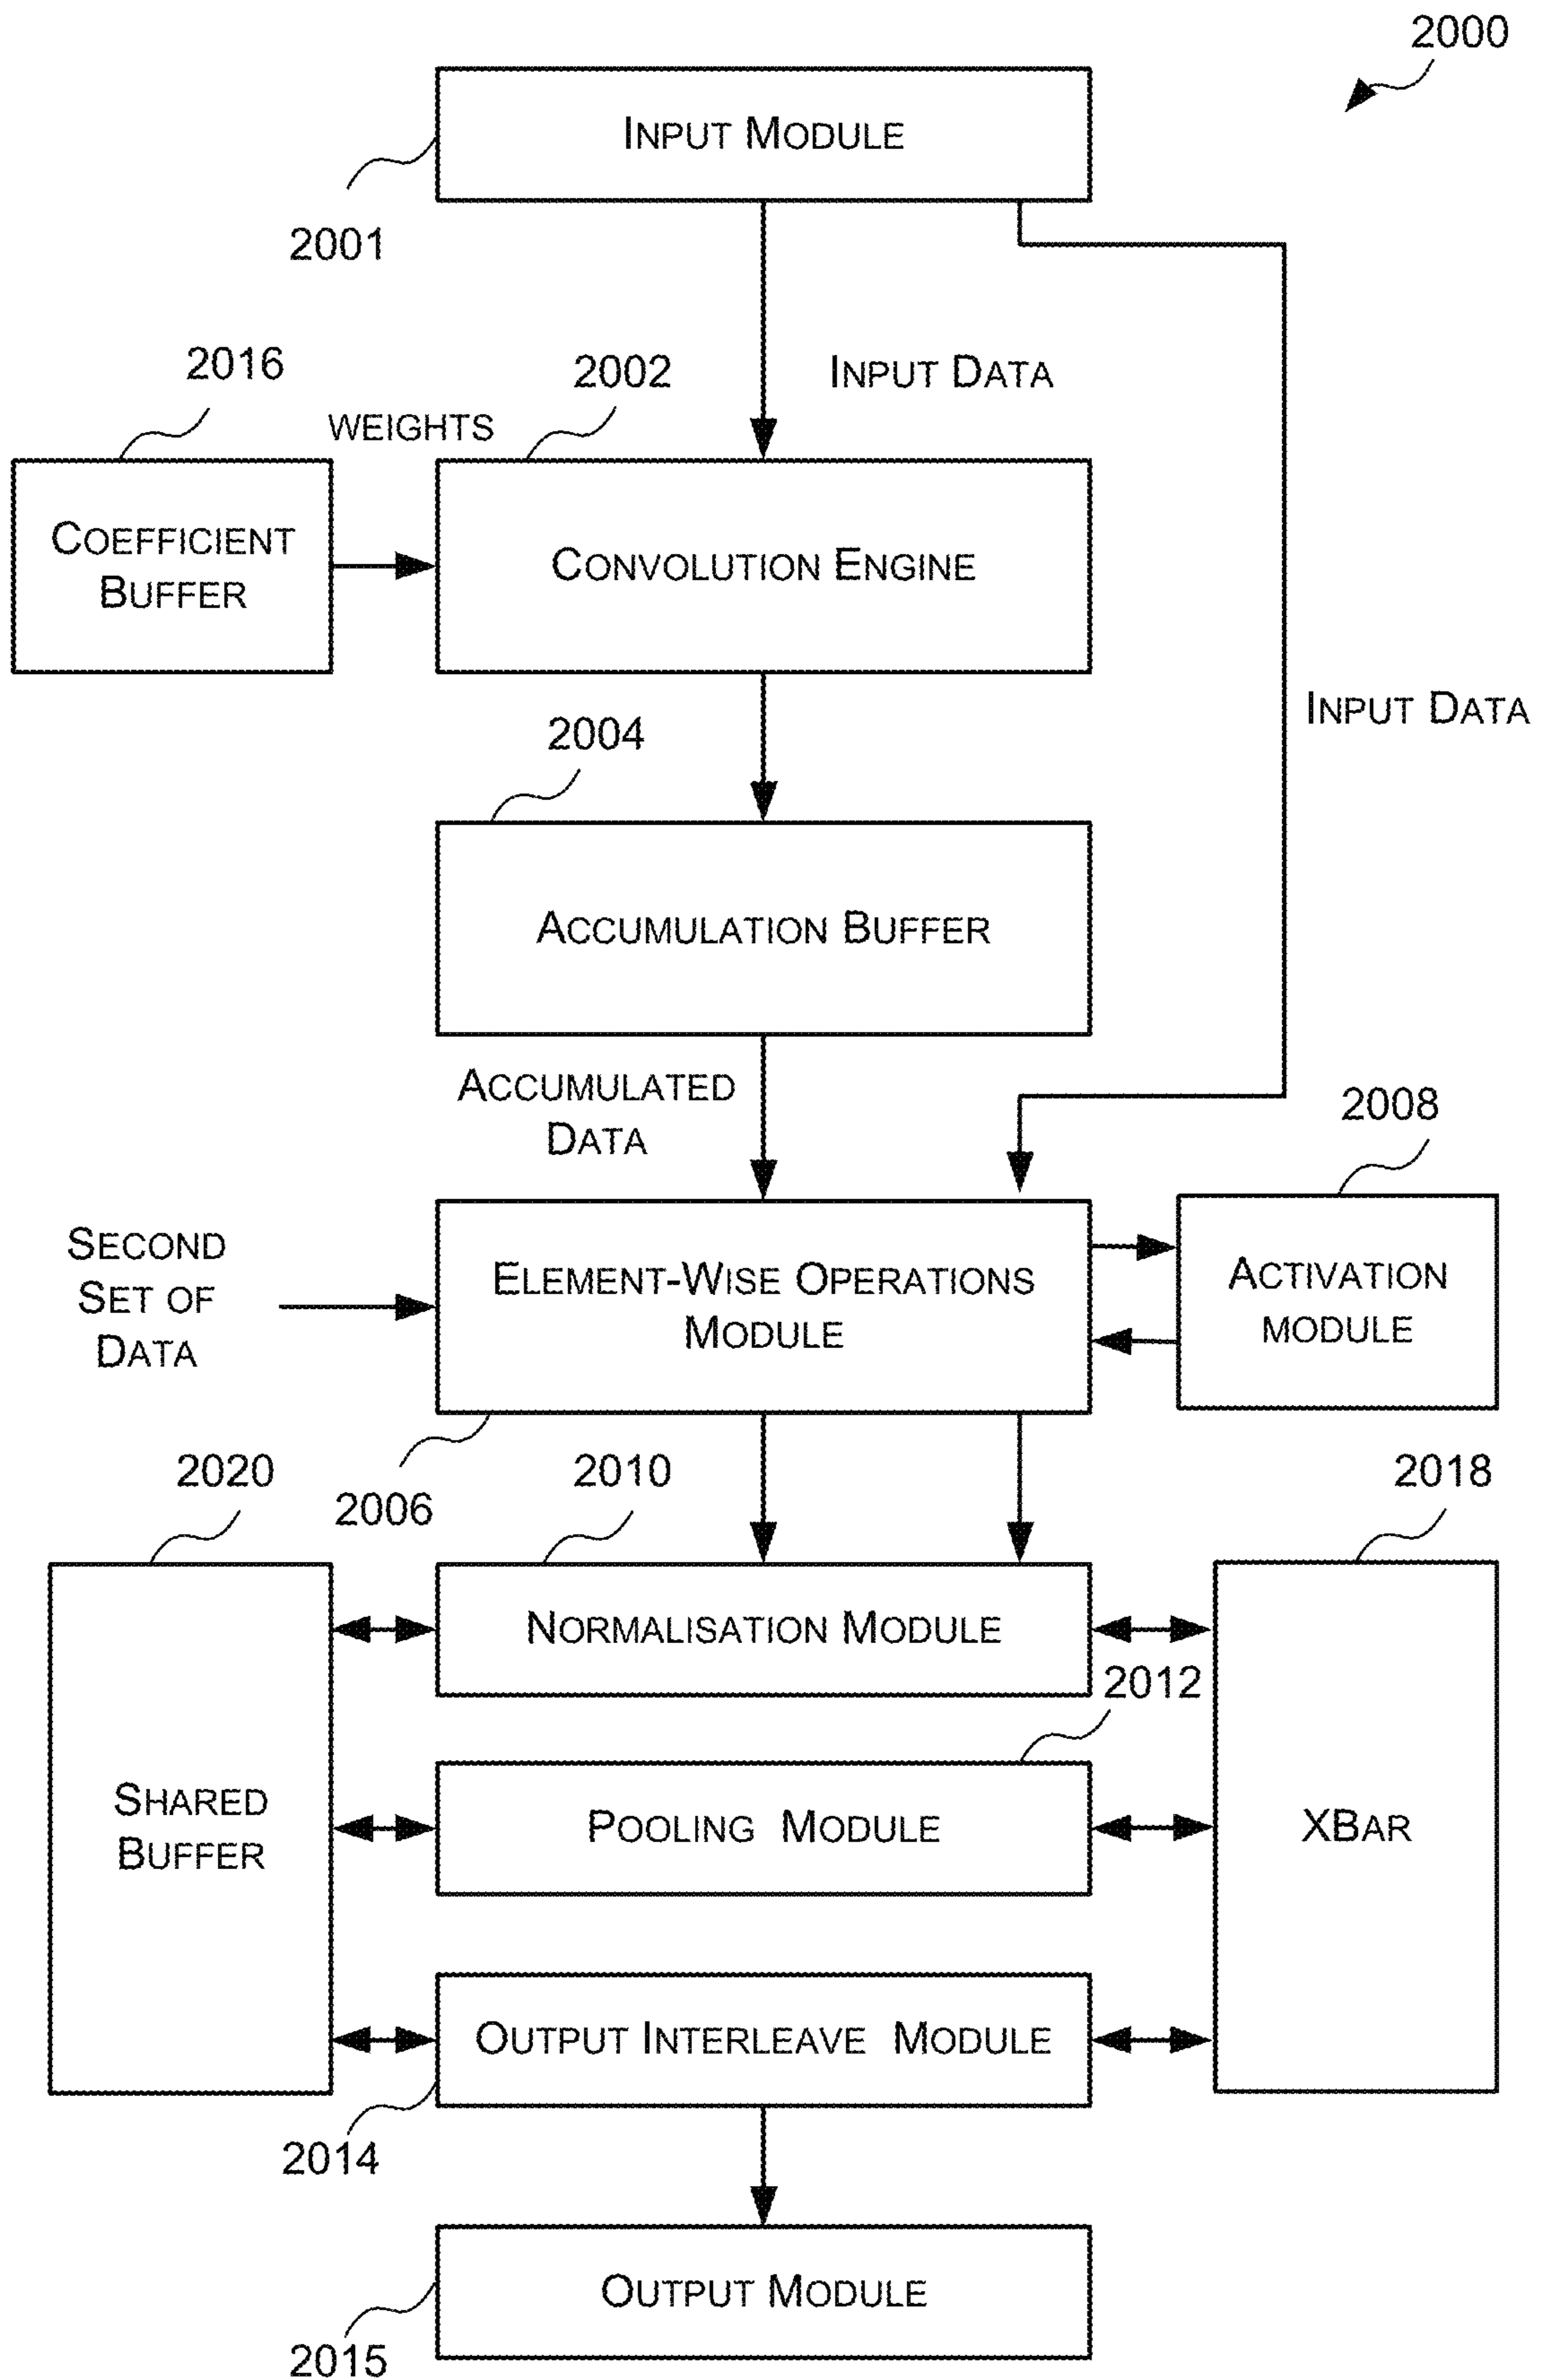 2000
INPUT MODULE
2001
2016
WEIGHTS
2002
INPUT DATA
COEFFICIENT
BUFFER
CONVOLUTION ENGINE
INPUT DATA
2004
ACCUMULATION BUFFER
ACCUMULATED
DATA
2008
SECOND
SET OF
DATA
ELEMENT-WISE OPERATIONS
MODULE
ACTIVATION
MODULE
2006
2020
2010
2018
NORMALISATION MODULE
2012
SHARED
BUFFER
POOLING MODULE
XBAR
OUTPUT INTERLEAVE MODULE
2014
OUTPUT MODULE
2015